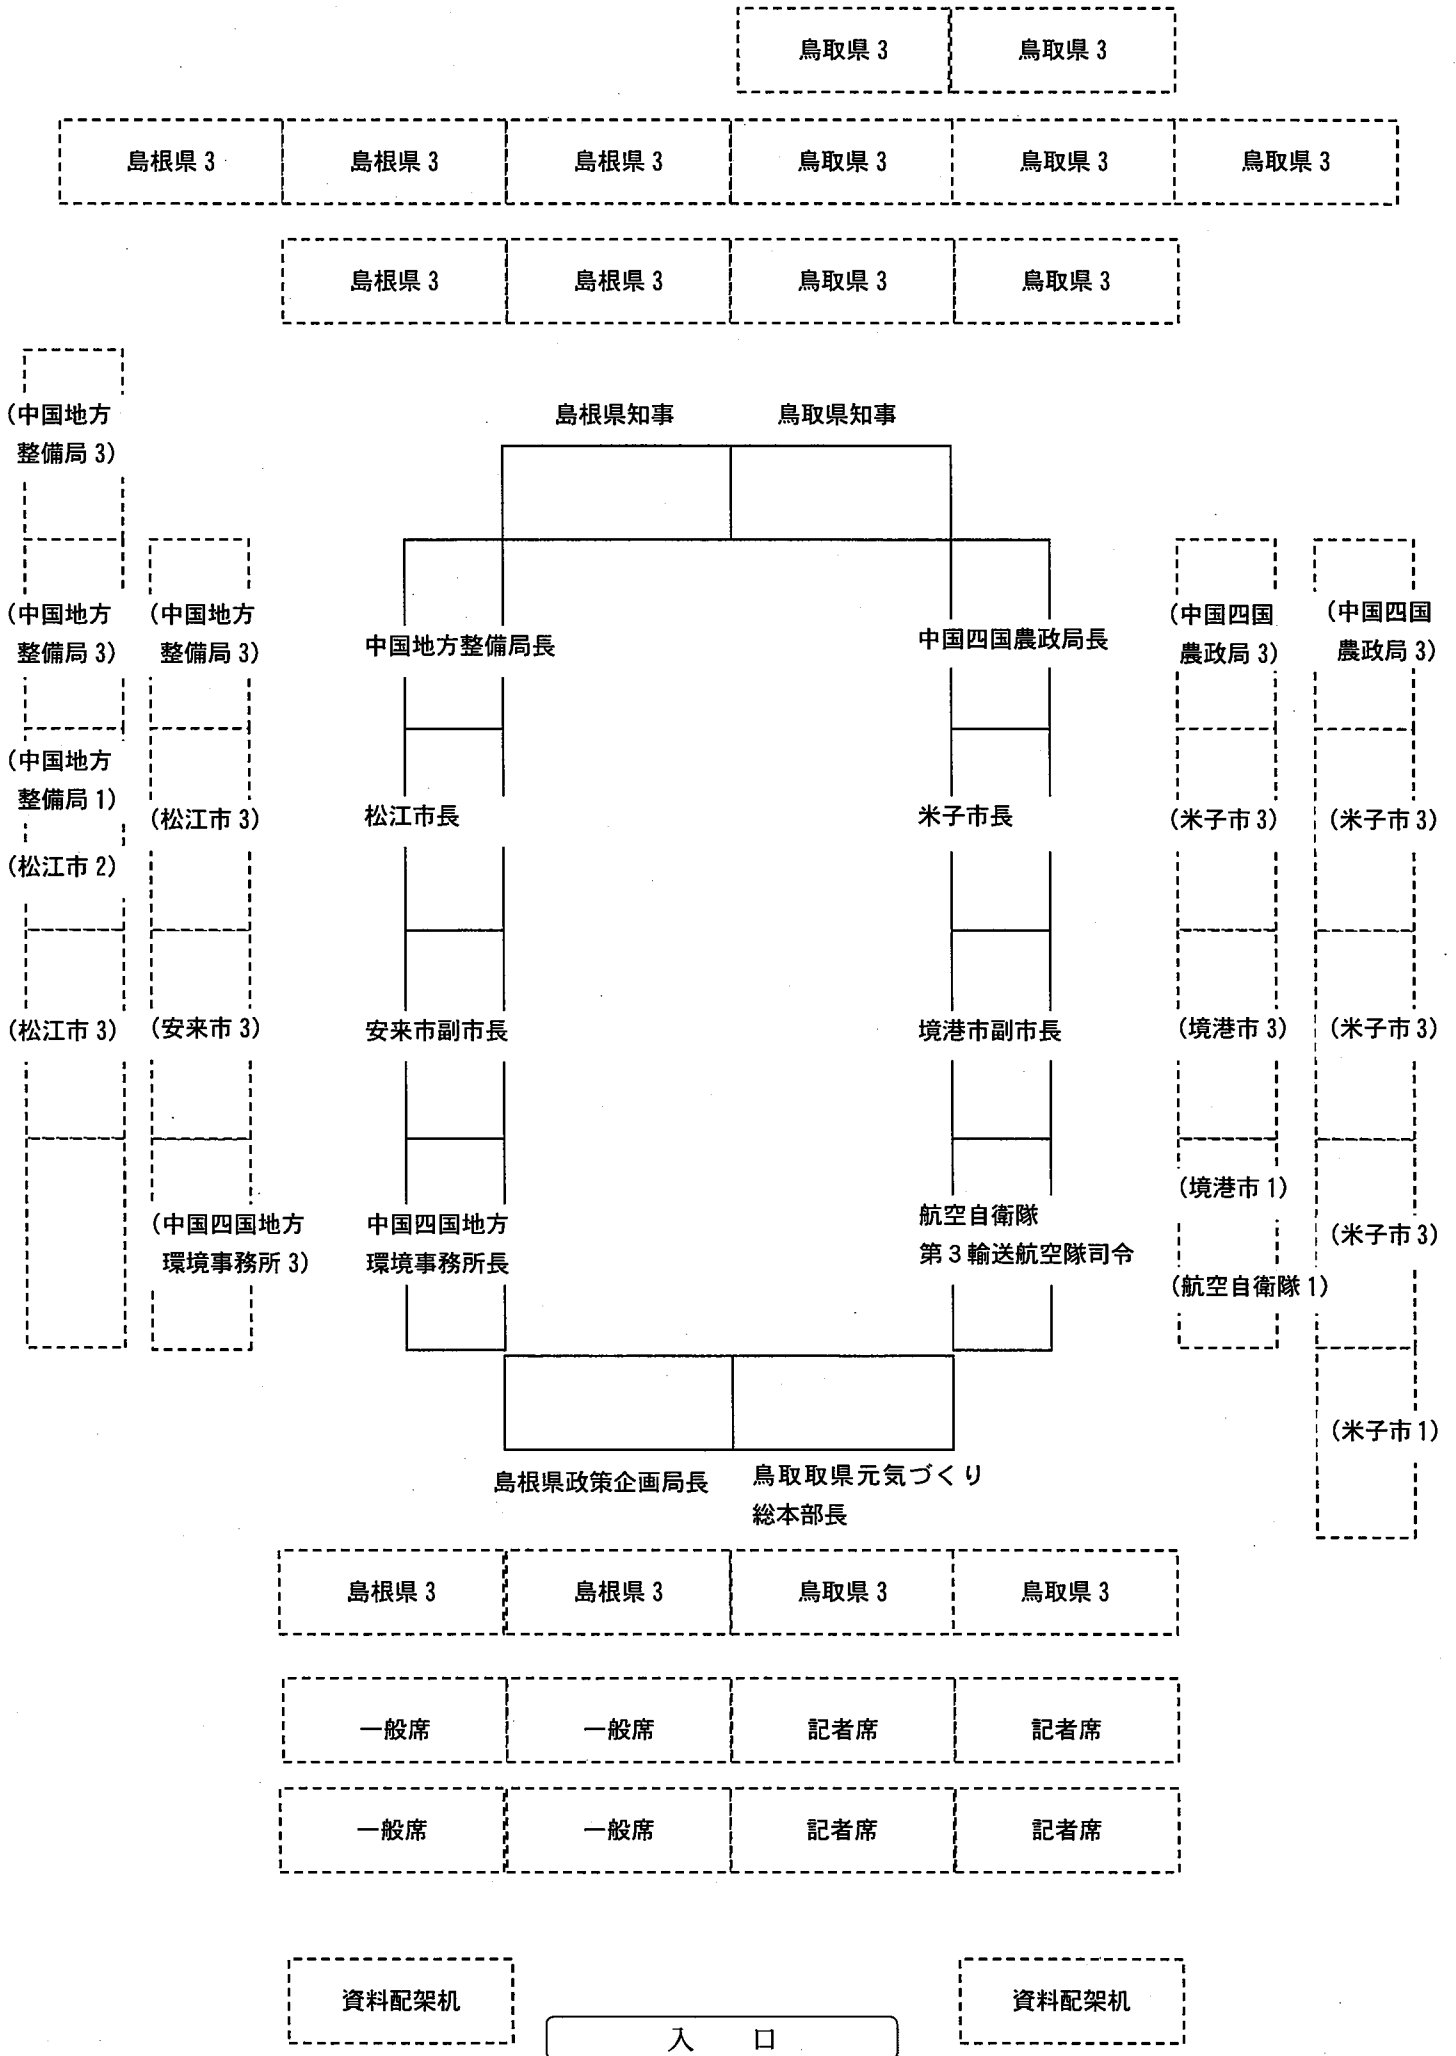 鳥取県 3 鳥取県 3
島根県 3 島根県 3 島根県 3 鳥取県 3 鳥取県 3 鳥取県 3
島根県 3 島根県 3 鳥取県 3 鳥取県 3
島根県知事 鳥取県知事
(中国地方
整備局 3)
(中国地方
整備局 3)
(中国地方
整備局 3)
中国地方整備局長
中国四国農政局長
(中国四国
農政局 3)
(中国四国
農政局 3)
(中国地方
整備局 1)
(松江市 2)
(松江市 3)
松江市長
米子市長
(米子市 3)
(米子市 3)
(松江市 3)
(安来市 3)
安来市副市長
境港市副市長
(境港市 3)
(米子市 3)
(中国四国地方
環境事務所 3)
中国四国地方
環境事務所長
航空自衛隊
第3輸送航空隊司令
(境港市 1)
(航空自衛隊 1)
(米子市 3)
(米子市 1)
島根県政策企画局長
鳥取取県元気づくり
総本部長
島根県 3 島根県 3 鳥取県 3 鳥取県 3
一般席 一般席 記者席 記者席
一般席 一般席 記者席 記者席
資料配架机 資料配架机
入 口